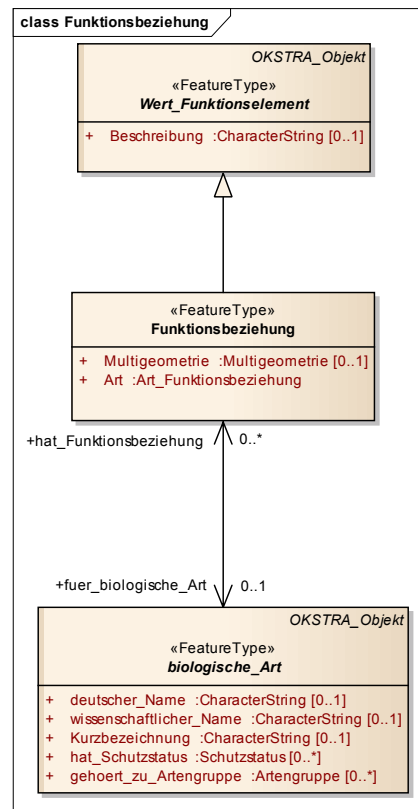 class Funktionsbeziehung
OKSTRA_Objekt
«FeatureType»
Wert_Funktionselement
+ Beschreibung :CharacterString [0..1]
«FeatureType»
Funktionsbeziehung
+ Multigeometrie :Multigeometrie [0..1]
+ Art :Art_Funktionsbeziehung
+hat_Funktionsbeziehung 0..*
+fuer_biologische_Art 0..1
OKSTRA_Objekt
«FeatureType»
biologische_Art
+ deutscher_Name :CharacterString [0..1]
+ wissenschaftlicher_Name :CharacterString [0..1]
+ Kurzbezeichnung :CharacterString [0..1]
+ hat_Schutzstatus :Schutzstatus [0..*]
+ gehoert_zu_Artengruppe :Artengruppe [0..*]